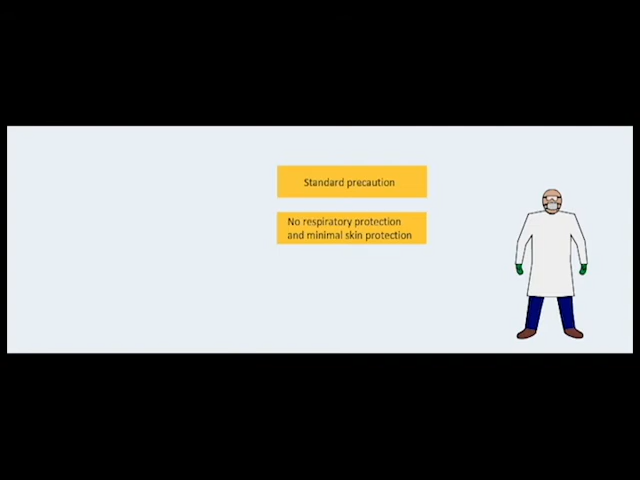 Standard precaution
No respiratory protection
and minimal skin protection